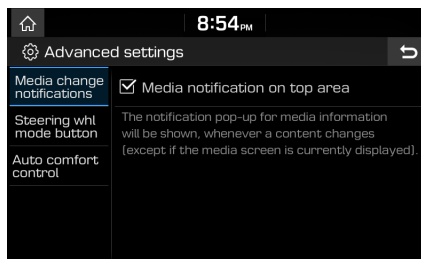 8:54 PM
Advanced settings
Media change
notifications
Media notification on top area
Steering whl
mode button
The notification pop-up for media information
will be shown, whenever a content changes
(except if the media screen is currently displayed).
Auto comfort
control